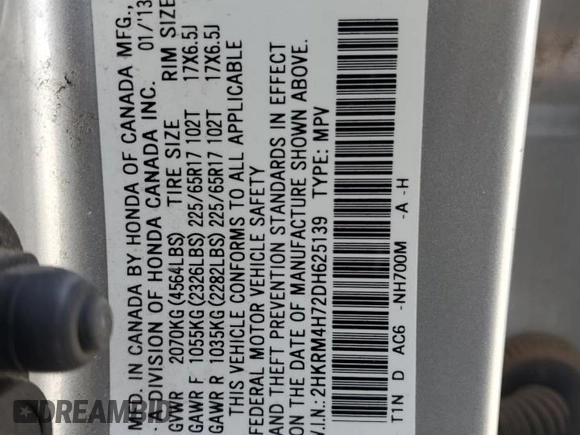 MFD. IN CANADA BY HONDA OF CANADA MFG.,
A DIVISION OF HONDA CANADA INC. 01/'13
GVWR 2070KG (4564LBS) TIRE SIZE RIM SIZE
GAWR F 1055KG (2326LBS) 225/65R17 102T 17X6.5J
GAWR R 1035KG (2282LBS) 225/65R17 102T 17X6.5J
THIS VEHICLE CONFORMS TO ALL APPLICABLE
FEDERAL MOTOR VEHICLE SAFETY
AND THEFT PREVENTION STANDARDS IN EFFECT
ON THE DATE OF MANUFACTURE SHOWN ABOVE.
V.I.N.: 2HKRM4H72DH625139 TYPE: MPV
T1N D AC6 -NH700M -A -H
DREAMBID